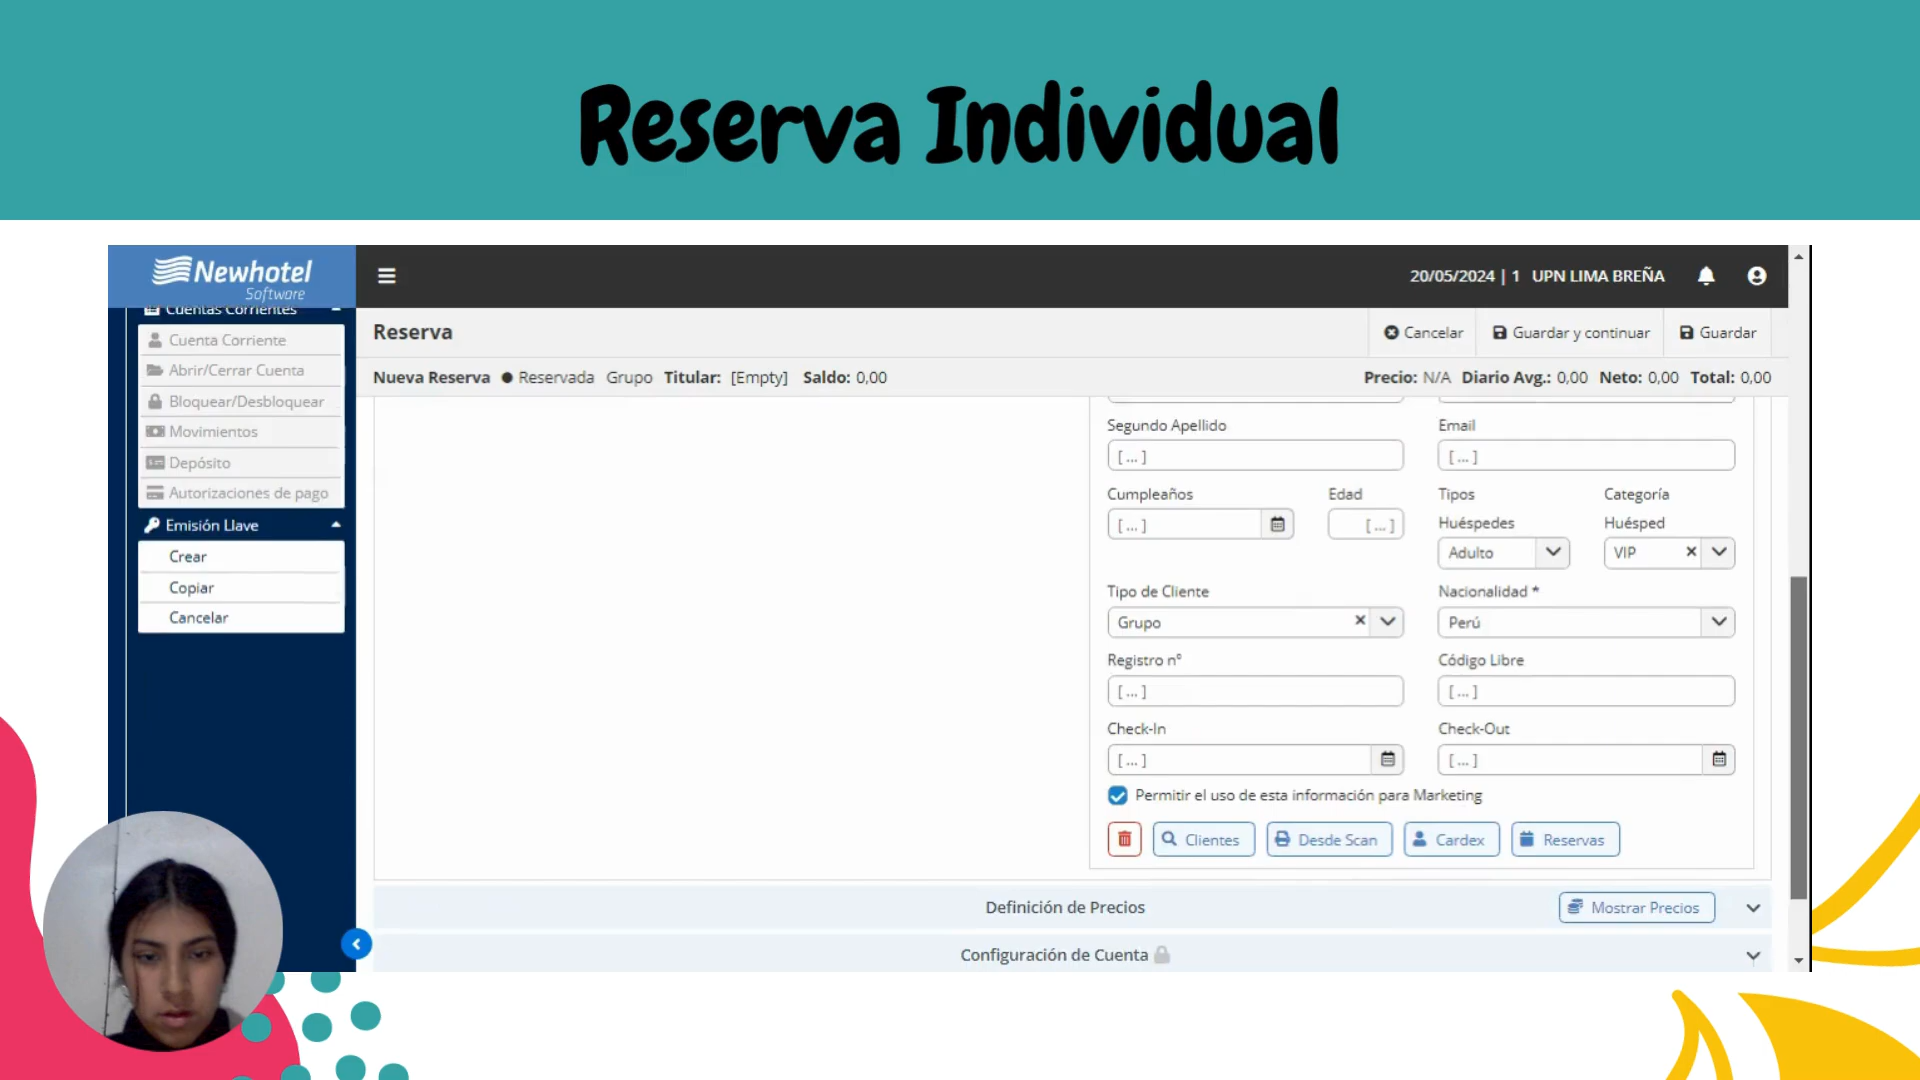 Reserva Individual
Newhotel
Software
20/05/2024 | 1 UPN LIMA BREÑA
Cuentas Corrientes
Cuenta Corriente
Abrir/Cerrar Cuenta
Bloquear/Desbloquear
Movimientos
Depósito
Autorizaciones de pago
Emisión Llave
Crear
Copiar
Cancelar
Reserva
Cancelar
Guardar y continuar
Guardar
Nueva Reserva Reservada Grupo Titular: [Empty] Saldo: 0,00
Precio: N/A Diario Avg.: 0,00 Neto: 0,00 Total: 0,00
Segundo Apellido
Email
[ ... ]
[ ... ]
Cumpleaños
Edad
Tipos
Huéspedes
Categoría
Huésped
[ ... ]
[ ... ]
Adulto
VIP
Tipo de Cliente
Nacionalidad *
Grupo
Perú
Registro nº
Código Libre
[ ... ]
[ ... ]
Check-In
Check-Out
[ ... ]
[ ... ]
Permitir el uso de esta información para Marketing
Clientes
Desde Scan
Cardex
Reservas
Definición de Precios
Mostrar Precios
Configuración de Cuenta